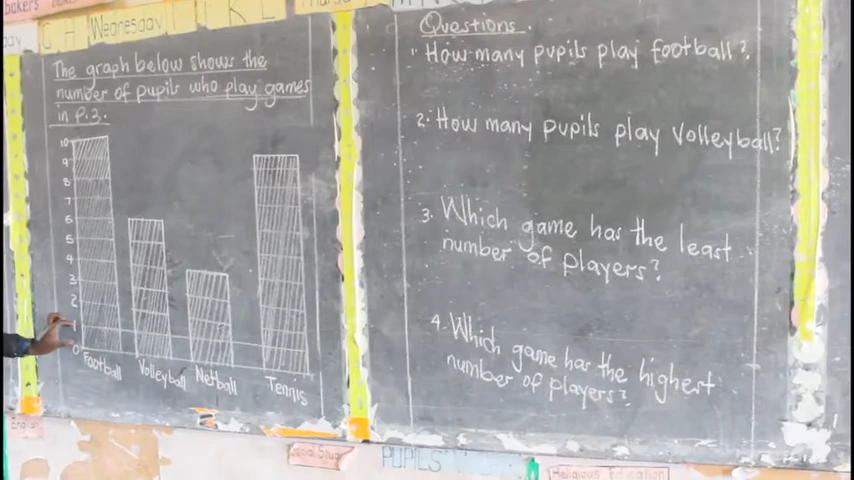 Wednesday
G H
I K L
The graph below shows the
number of pupils who play games
in P.3.
10
9
8
7
6
5
4
3
2
1
0
Football
Volleyball
Netball
Tennis
Questions.
1. How many pupils play football?
2. How many pupils play volleyball?
3. Which game has the least
number of players?
4. Which game has the highest
number of players?
English
PUPILS
Religious Education